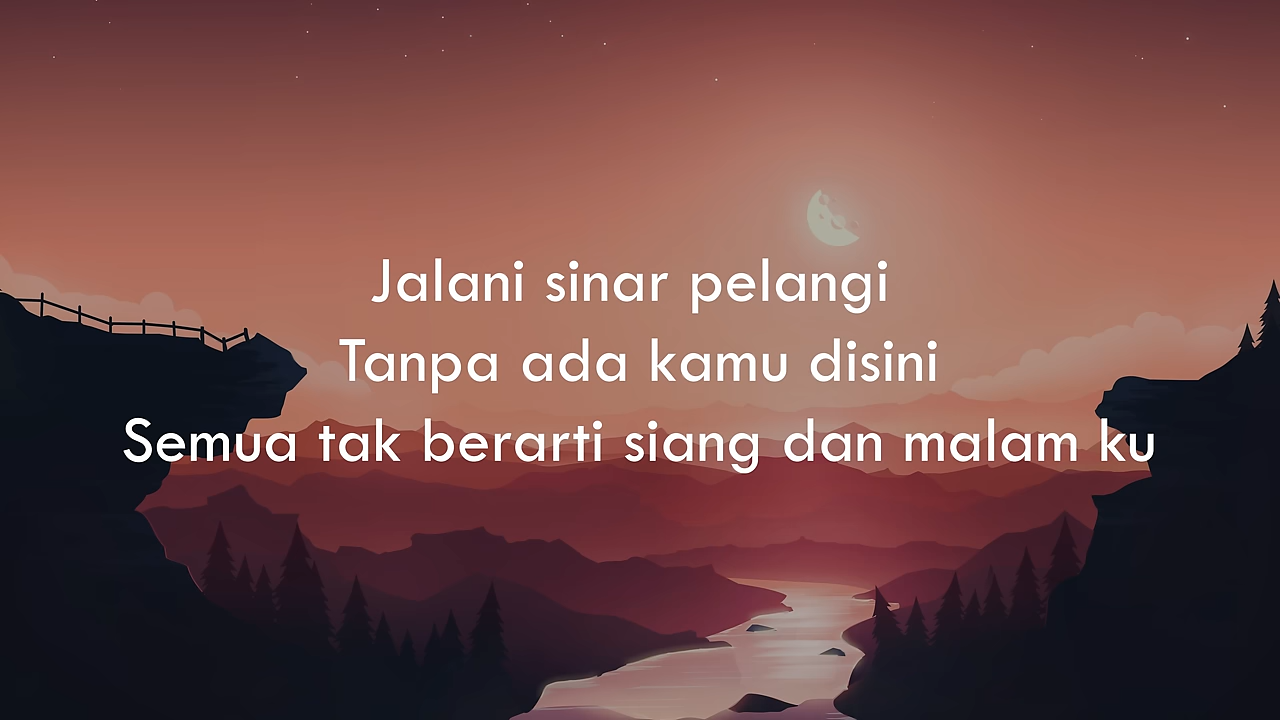 Jalani sinar pelangi
Tanpa ada kamu disini
Semua tak berarti siang dan malam ku